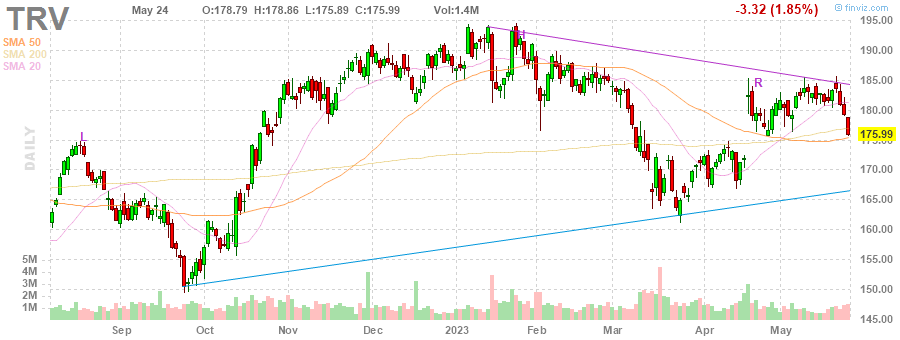 © finviz.com
TRV
May 24 O:178.79 H:178.86 L:175.89 C:175.99 Vol:1.4M
-3.32 (1.85%)
SMA 50
SMA 200
SMA 20
DAILY
L
H
R
195.00
190.00
185.00
180.00
175.99
170.00
165.00
160.00
155.00
150.00
145.00
5M
4M
3M
2M
1M
Sep Oct Nov Dec 2023 Feb Mar Apr May